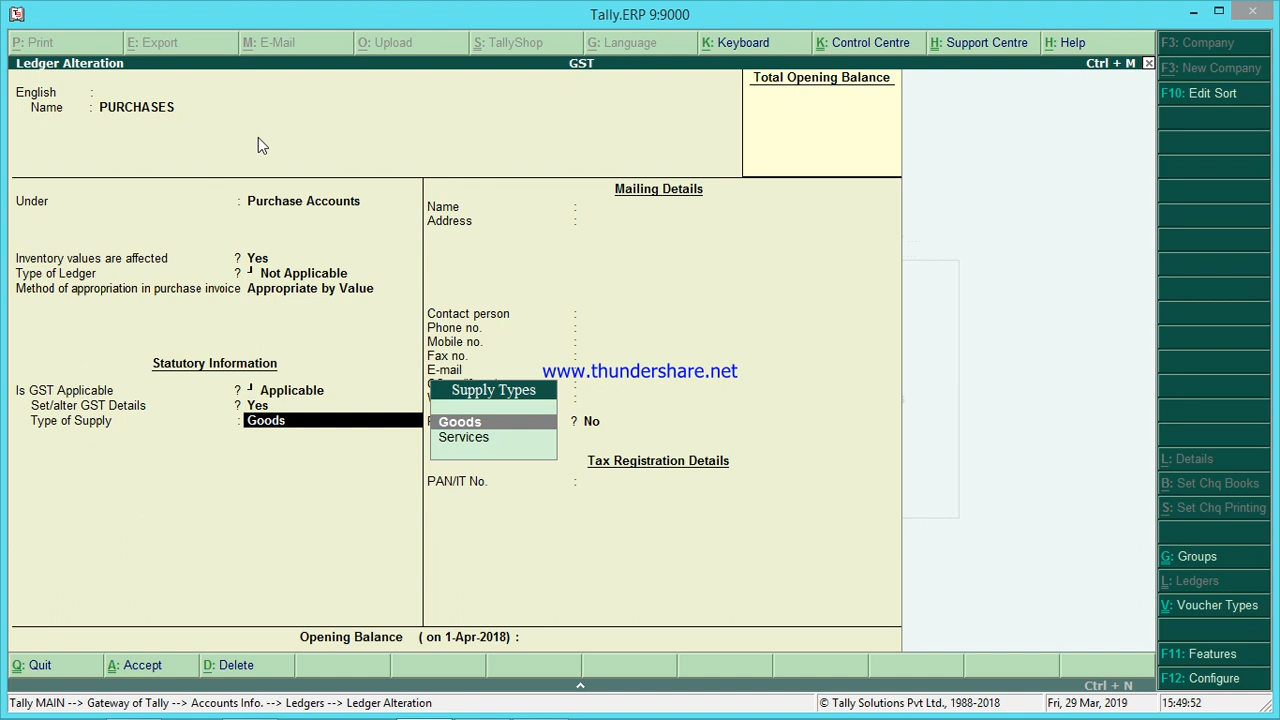 Tally.ERP 9:9000
P: Print E: Export M: E-Mail O: Upload S: TallyShop G: Language K: Keyboard K: Control Centre H: Support Centre H: Help
Ledger Alteration GST Ctrl + M
Total Opening Balance
English :
Name : PURCHASES
Under : Purchase Accounts
Inventory values are affected ? Yes
Type of Ledger ? Not Applicable
Method of appropriation in purchase invoice Appropriate by Value
Statutory Information
Is GST Applicable ? Applicable
Set/alter GST Details ? Yes
Type of Supply : Goods
Mailing Details
Name :
Address :
Contact person :
Phone no. :
Mobile no. :
Fax no. :
E-mail
www.thundershare.net
Supply Types
Goods
Services
? No
Tax Registration Details
PAN/IT No. :
Opening Balance ( on 1-Apr-2018) :
F3: Company
F3: New Company
F10: Edit Sort
L: Details
B: Set Chq Books
S: Set Chq Printing
G: Groups
L: Ledgers
V: Voucher Types
F11: Features
F12: Configure
Q: Quit A: Accept D: Delete
Ctrl + N
Tally MAIN --> Gateway of Tally --> Accounts Info. --> Ledgers --> Ledger Alteration © Tally Solutions Pvt Ltd., 1988-2018 Fri, 29 Mar, 2019 15:49:52